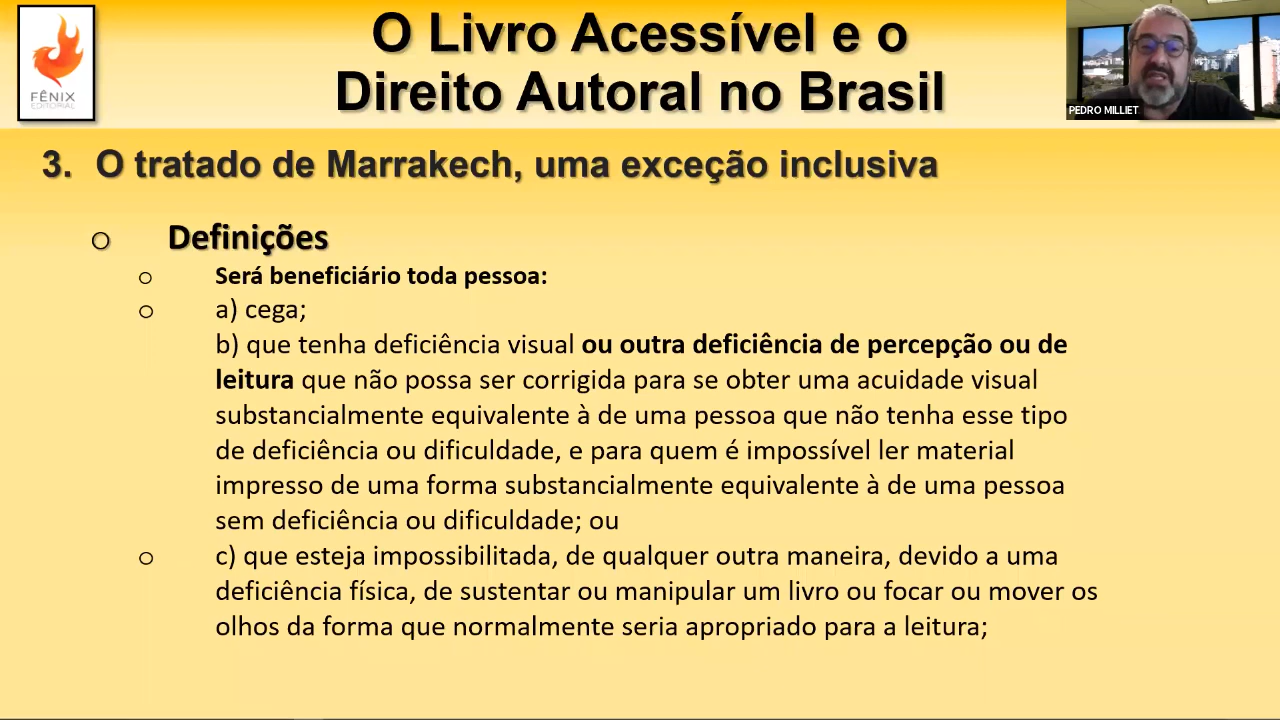 O Livro Acessível e o
Direito Autoral no Brasil
FÊNIX
EDITORIAL
PEDRO MILLIET
3. O tratado de Marrakech, uma exceção inclusiva
o Definições
o Será beneficiário toda pessoa:
o a) cega;
b) que tenha deficiência visual ou outra deficiência de percepção ou de
leitura que não possa ser corrigida para se obter uma acuidade visual
substancialmente equivalente à de uma pessoa que não tenha esse tipo
de deficiência ou dificuldade, e para quem é impossível ler material
impresso de uma forma substancialmente equivalente à de uma pessoa
sem deficiência ou dificuldade; ou
o c) que esteja impossibilitada, de qualquer outra maneira, devido a uma
deficiência física, de sustentar ou manipular um livro ou focar ou mover os
olhos da forma que normalmente seria apropriado para a leitura;